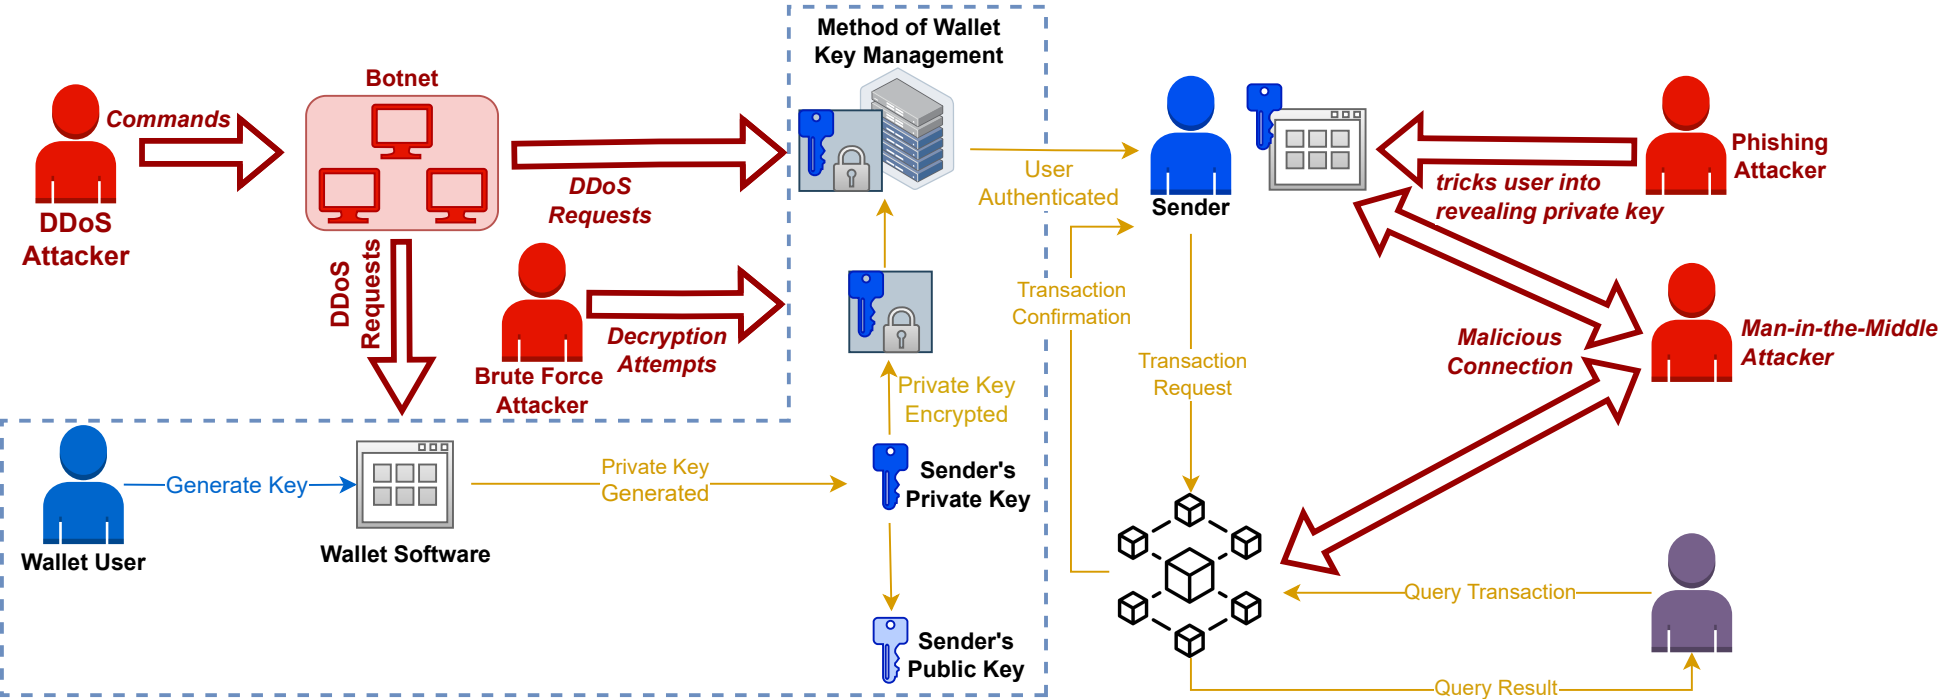 Method of Wallet
Key Management
Botnet
Commands
DDoS
Attacker
DDoS
Requests
DDoS
Requests
Brute Force
Attacker
Decryption
Attempts
User
Authenticated
Sender
Phishing
Attacker
tricks user into
revealing private key
Man-in-the-Middle
Attacker
Malicious
Connection
Transaction
Confirmation
Transaction
Request
Private Key
Encrypted
Wallet User
Generate Key
Wallet Software
Private Key
Generated
Sender's
Private Key
Sender's
Public Key
Query Transaction
Query Result